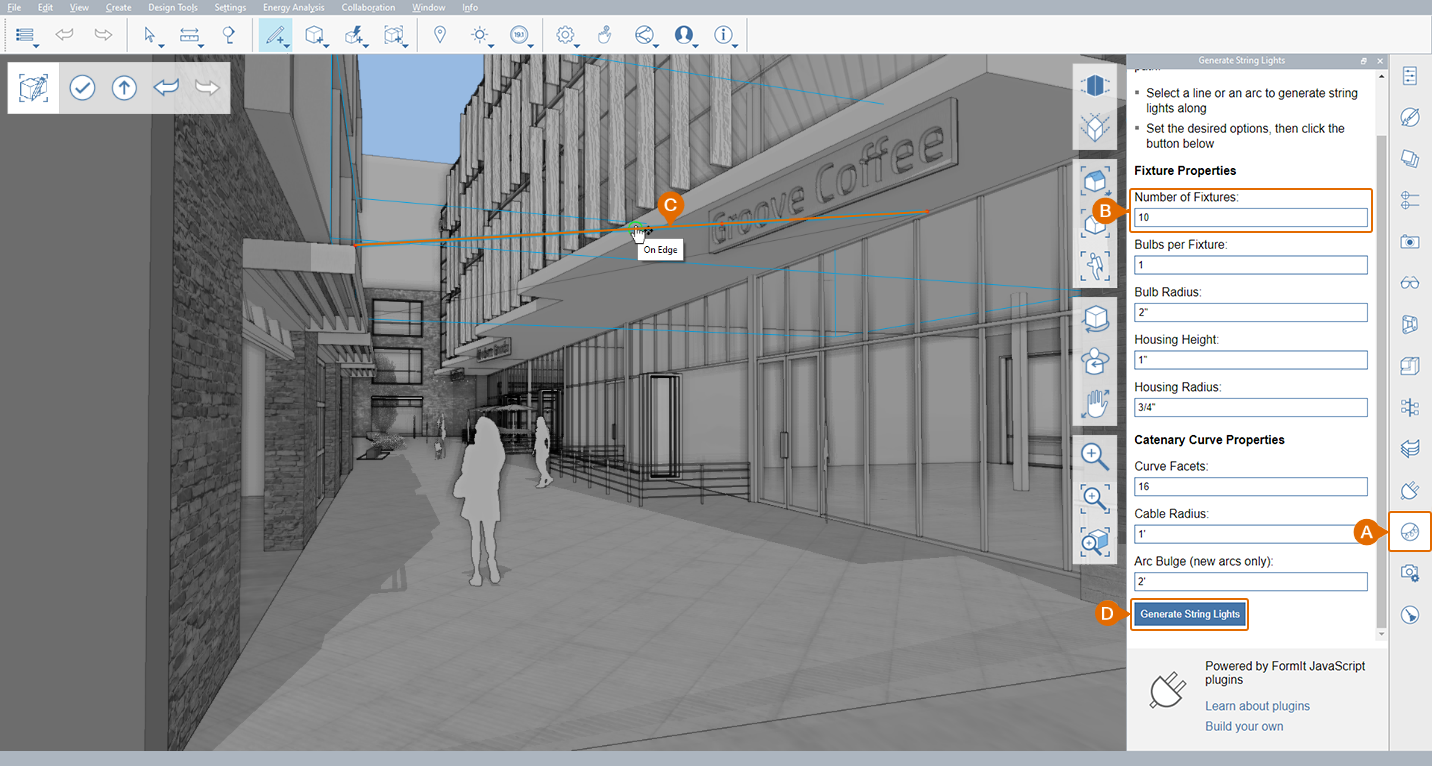 File Edit View Create Design Tools Settings Energy Analysis Collaboration Window Info
19.1
Generate String Lights
Select a line or an arc to generate string
lights along
Set the desired options, then click the
button below
Fixture Properties
Number of Fixtures:
B
10
Bulbs per Fixture:
1
Bulb Radius:
2"
Housing Height:
1"
Housing Radius:
3/4"
Catenary Curve Properties
Curve Facets:
16
Cable Radius:
1'
A
Arc Bulge (new arcs only):
2'
D
Generate String Lights
Powered by FormIt JavaScript
plugins
Learn about plugins
Build your own
Groove Coffee
C
On Edge